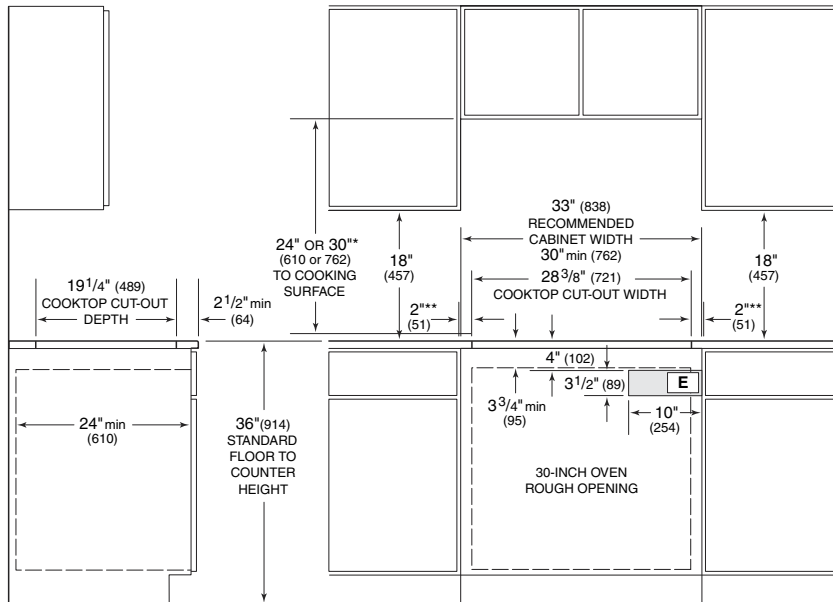 33" (838)
RECOMMENDED
CABINET WIDTH
30" min (762)
24" OR 30"*
(610 or 762)
TO COOKING
SURFACE
18"
(457)
18"
(457)
28 3/8" (721)
COOKTOP CUT-OUT WIDTH
19 1/4" (489)
COOKTOP CUT-OUT
DEPTH
2 1/2" min
(64)
2"**
(51)
2"**
(51)
4" (102)
3 1/2" (89)
E
3 3/4" min
(95)
10"
(254)
24" min
(610)
36" (914)
STANDARD
FLOOR TO
COUNTER
HEIGHT
30-INCH OVEN
ROUGH OPENING